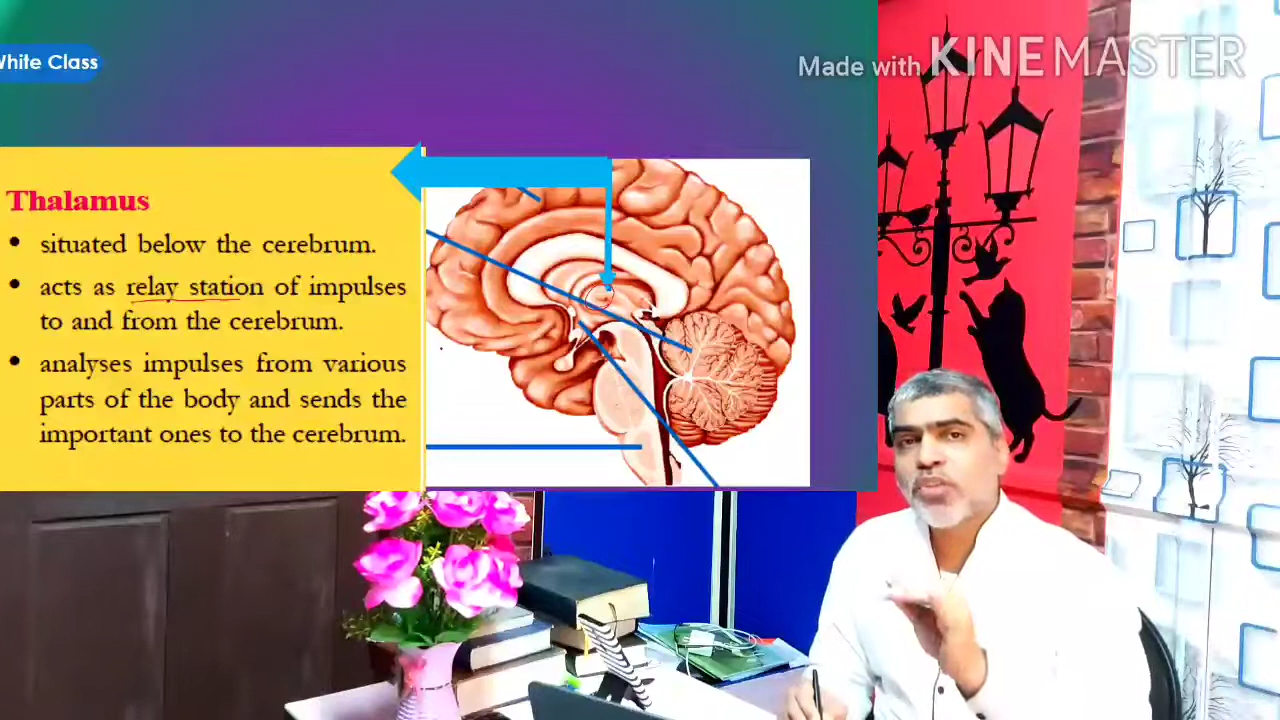 White Class
Made with KINEMASTER
Thalamus
• situated below the cerebrum.
• acts as relay station of impulses
to and from the cerebrum.
• analyses impulses from various
parts of the body and sends the
important ones to the cerebrum.